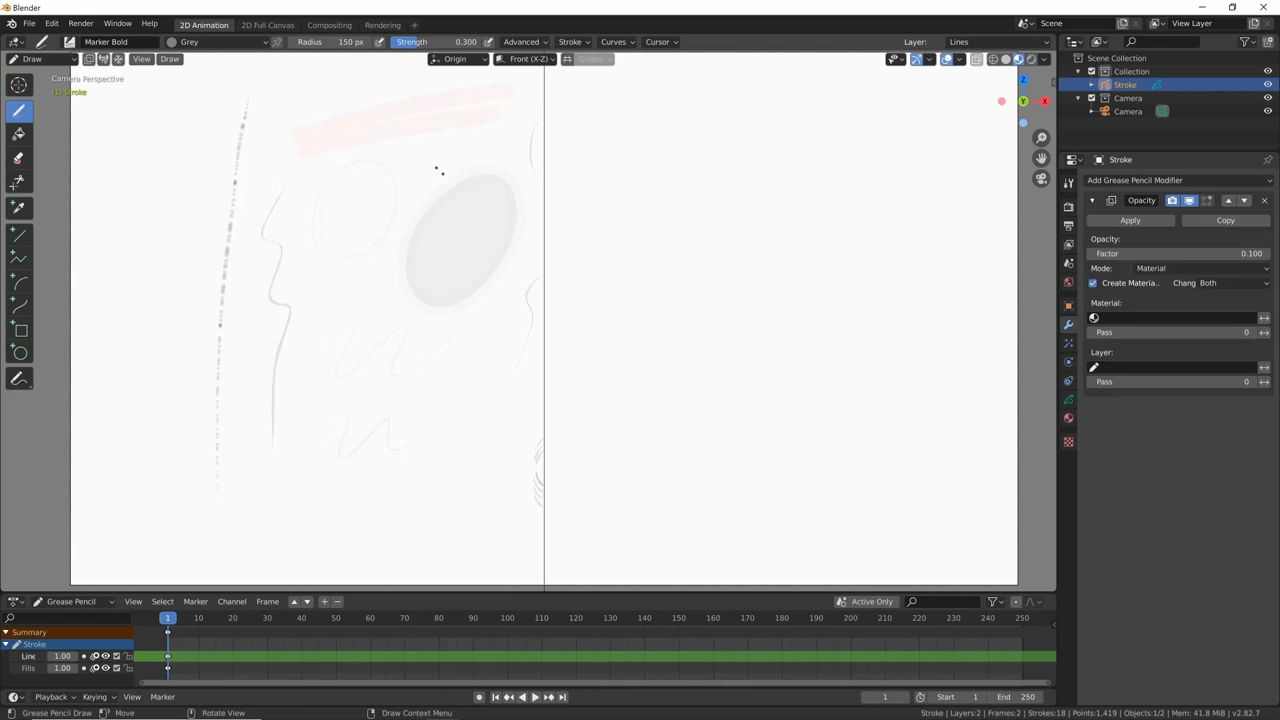 Blender
File Edit Render Window Help 2D Animation 2D Full Canvas Compositing Rendering + Scene View Layer
Marker Bold Grey Radius 150 px Strength 0.300 Advanced Stroke Curves Cursor Layer: Lines
Draw View Draw Origin Front (X-Z) Guides
Camera Perspective
(1) Stroke
Z
Y X
Scene Collection
Collection
Stroke
Camera
Camera
Stroke
Add Grease Pencil Modifier
Opacity
Apply Copy
Opacity:
Factor 0.100
Mode: Material
Create Materia.. Chang Both
Material:
Pass 0
Layer:
Pass 0
Grease Pencil View Select Marker Channel Frame Active Only
1 10 20 30 40 50 60 70 80 90 100 110 120 130 140 150 160 170 180 190 200 210 220 230 240 250
Summary
Stroke
Line 1.00
Fills 1.00
Playback Keying View Marker 1 Start 1 End 250
Grease Pencil Draw Move Rotate View Draw Context Menu Stroke | Layers:2 | Frames:2 | Strokes:18 | Points:1,419 | Objects:1/2 | Mem: 41.8 MiB | v2.82.7